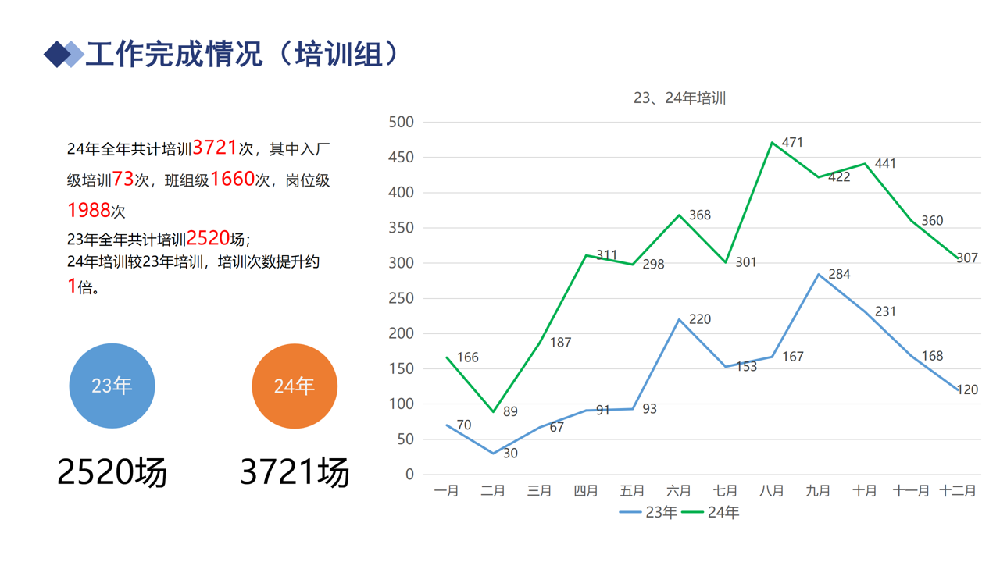 工作完成情况（培训组）
24年全年共计培训3721次，其中入厂
级培训73次，班组级1660次，岗位级
1988次
23年全年共计培训2520场；
24年培训较23年培训，培训次数提升约
1倍。
23年
24年
2520场
3721场
23、24年培训
500
450
400
350
300
250
200
150
100
50
0
166
89
187
311
298
368
301
471
422
441
360
307
70
30
67
91
93
220
153
167
284
231
168
120
一月 二月 三月 四月 五月 六月 七月 八月 九月 十月 十一月 十二月
23年 24年